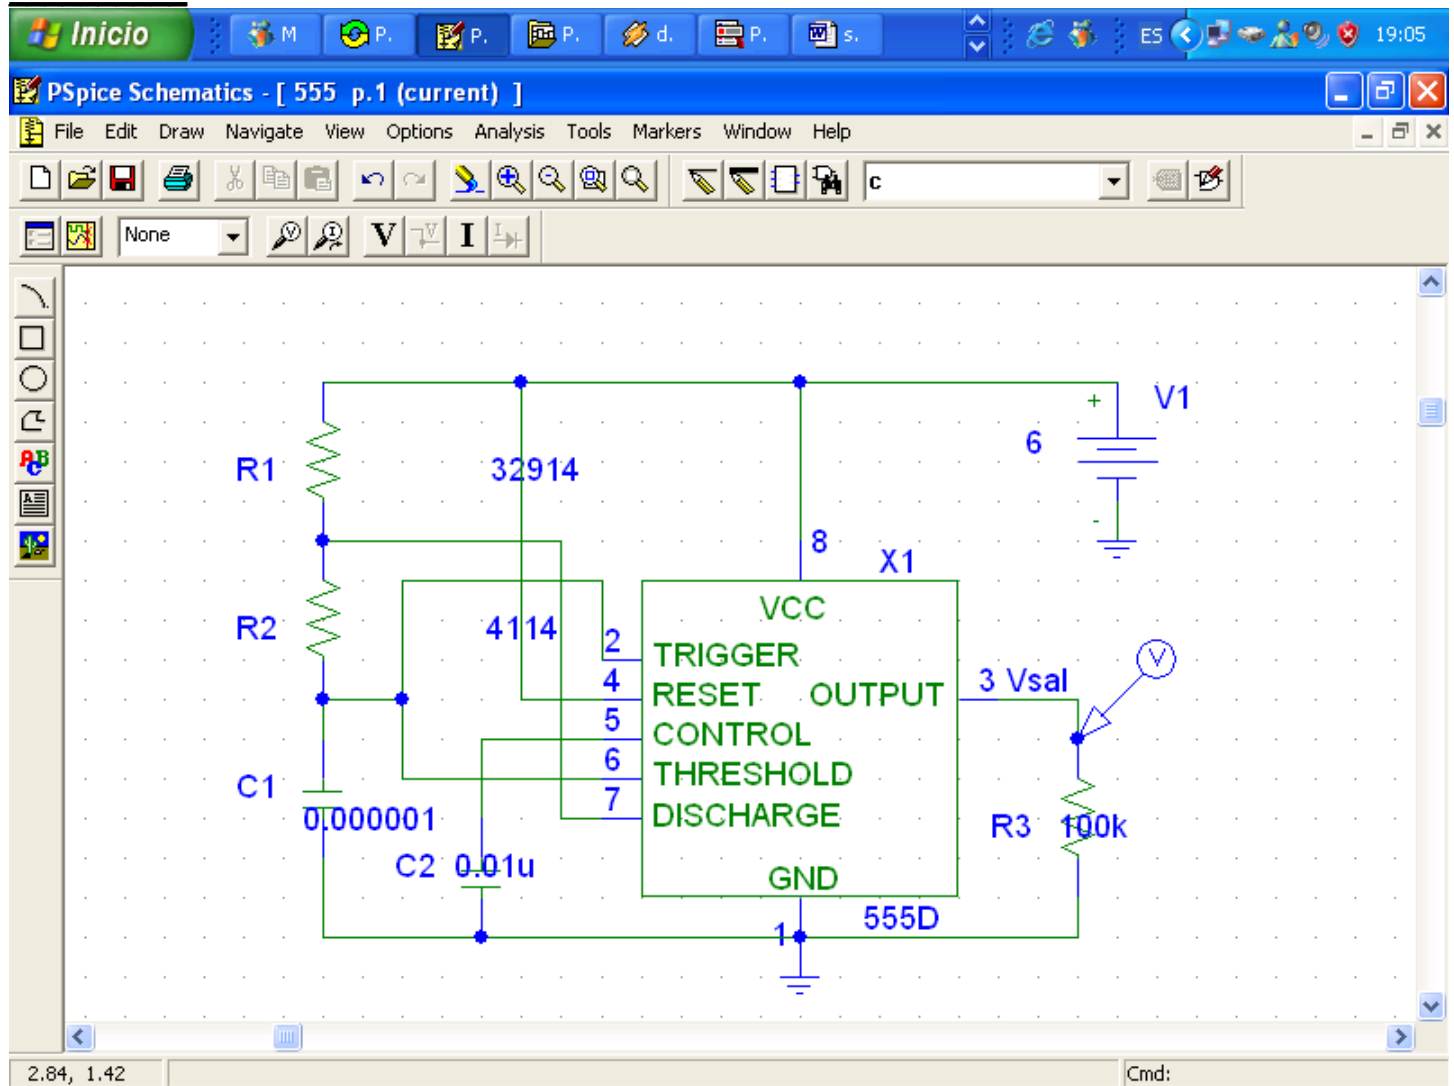 Inicio M P. P. P. d. P. s. ES 19:05
PSpice Schematics - [ 555 p.1 (current) ]
File Edit Draw Navigate View Options Analysis Tools Markers Window Help
c
None V I V I V I
ABC
+ V1
6
R1 32914
-
8
X1
VCC
R2 4114
2 TRIGGER
V
4 RESET OUTPUT 3 Vsal
5 CONTROL
6 THRESHOLD
C1
7 DISCHARGE
0.000001
R3 100k
C2 0.01u
GND
1 555D
2.84, 1.42 Cmd: